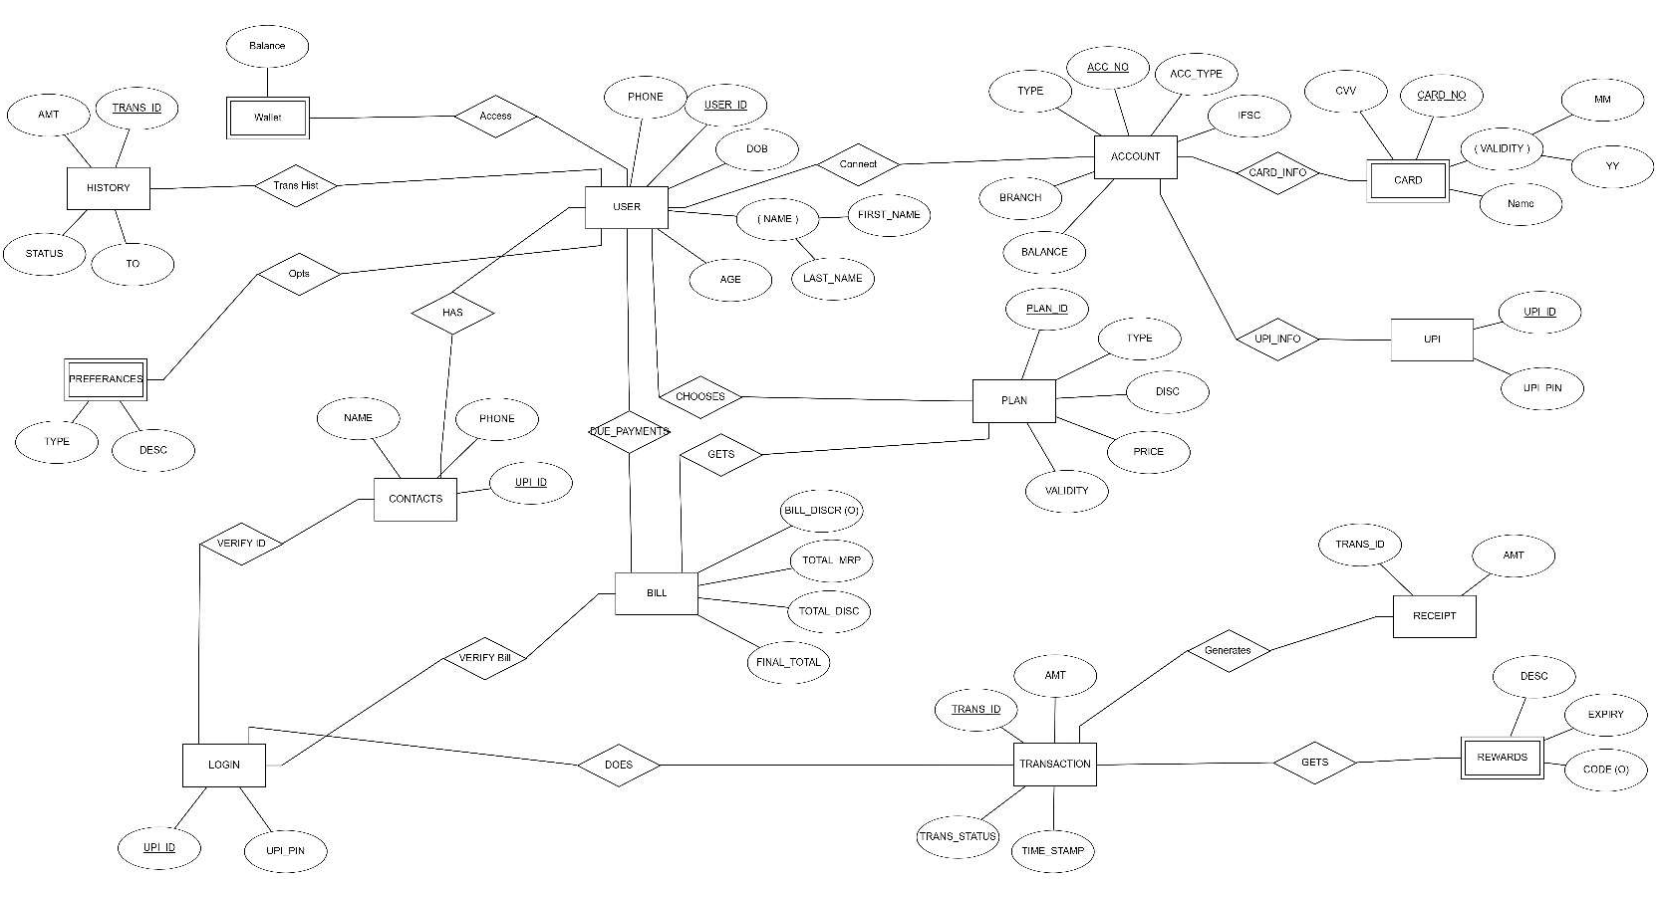 Balance
Wallet
AMT
TRANS_ID
HISTORY
STATUS
TO
Trans Hist
Access
PHONE
USER_ID
DOB
USER
( NAME )
FIRST_NAME
LAST_NAME
AGE
Connect
TYPE
ACC_NO
ACC_TYPE
IFSC
ACCOUNT
BRANCH
BALANCE
CARD_INFO
CVV
CARD_NO
( VALIDITY )
MM
YY
CARD
Name
Opts
HAS
PREFERANCES
TYPE
DESC
UPI_INFO
UPI
UPI_ID
UPI_PIN
PLAN_ID
TYPE
DISC
PLAN
PRICE
VALIDITY
CHOOSES
DUE_PAYMENTS
GETS
NAME
PHONE
CONTACTS
UPI_ID
VERIFY ID
BILL_DISCR (O)
TOTAL_MRP
BILL
TOTAL_DISC
FINAL_TOTAL
VERIFY Bill
TRANS_ID
AMT
RECEIPT
Generates
LOGIN
UPI_ID
UPI_PIN
DOES
AMT
TRANS_ID
TRANSACTION
TRANS_STATUS
TIME_STAMP
GETS
DESC
EXPIRY
REWARDS
CODE (O)